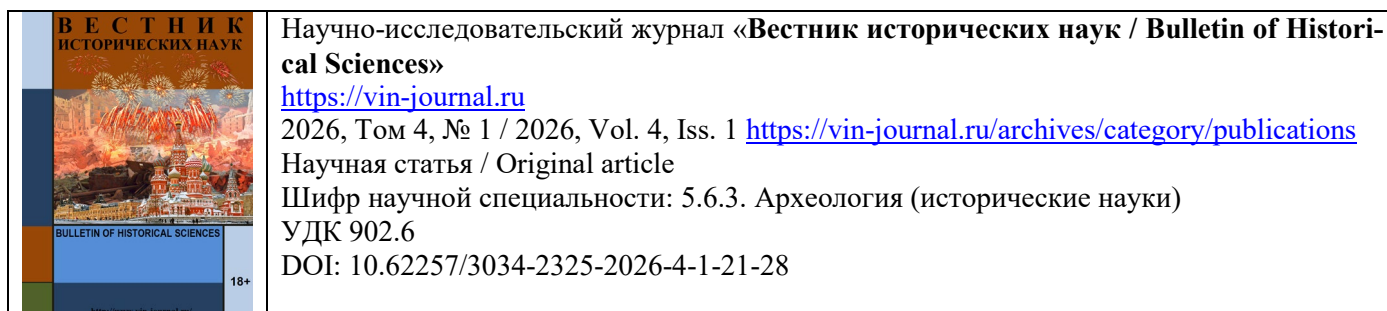 ВЕСТНИК
ИСТОРИЧЕСКИХ НАУК
BULLETIN OF HISTORICAL SCIENCES
18+
Научно-исследовательский журнал «Вестник исторических наук / Bulletin of Histori-
cal Sciences»
https://vin-journal.ru
2026, Том 4, № 1 / 2026, Vol. 4, Iss. 1 https://vin-journal.ru/archives/category/publications
Научная статья / Original article
Шифр научной специальности: 5.6.3. Археология (исторические науки)
УДК 902.6
DOI: 10.62257/3034-2325-2026-4-1-21-28